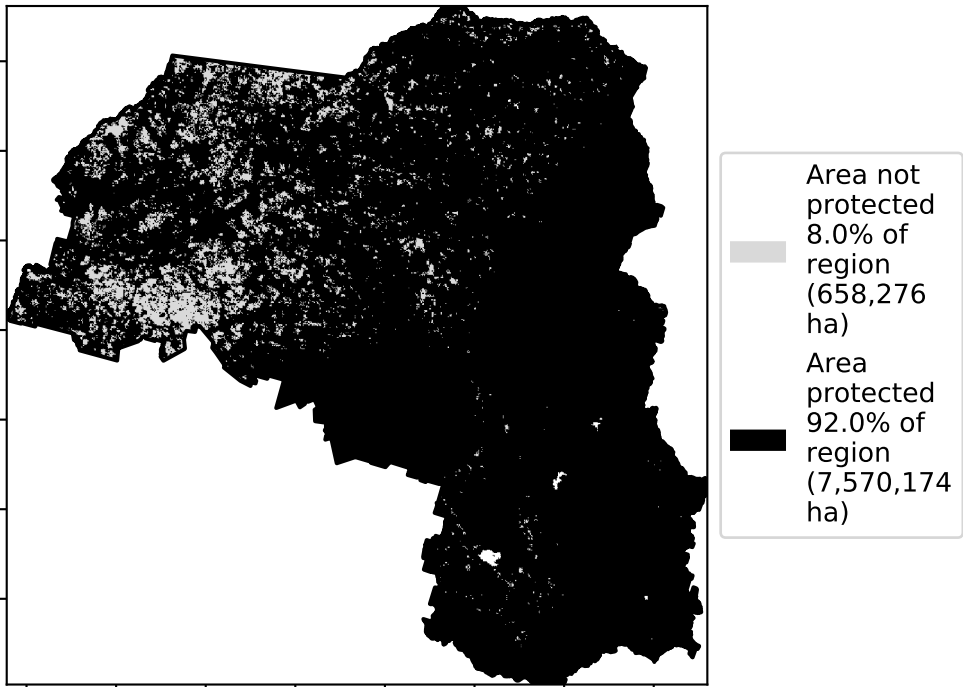 Area not
protected
8.0% of
region
(658,276
ha)
Area
protected
92.0% of
region
(7,570,174
ha)